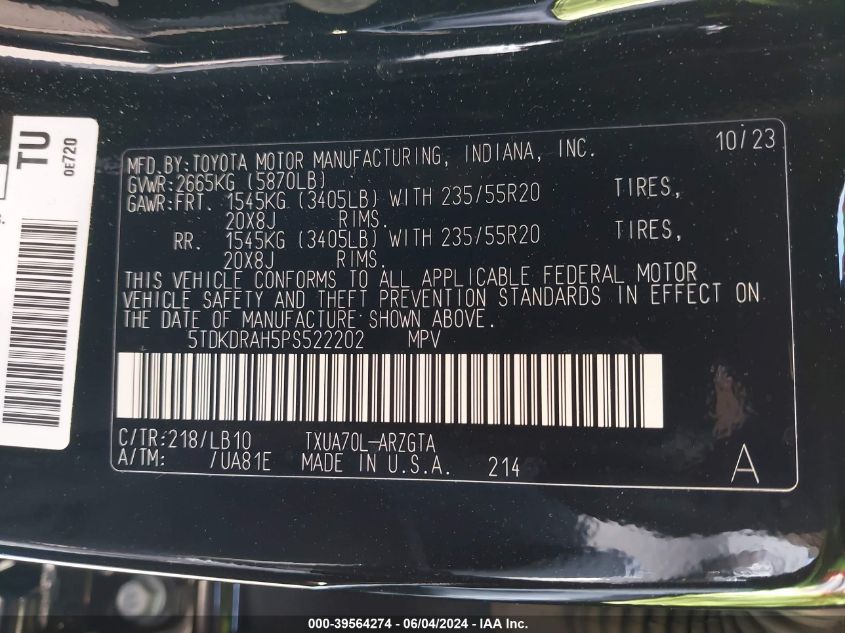 TU
0E720
MFD.BY:TOYOTA MOTOR MANUFACTURING, INDIANA, INC. 10/23
GVWR:2665KG (5870LB)
GAWR:FRT. 1545KG (3405LB) WITH 235/55R20 TIRES,
20X8J RIMS.
RR. 1545KG (3405LB) WITH 235/55R20 TIRES,
20X8J RIMS.
THIS VEHICLE CONFORMS TO ALL APPLICABLE FEDERAL MOTOR
VEHICLE SAFETY AND THEFT PREVENTION STANDARDS IN EFFECT ON
THE DATE OF MANUFACTURE SHOWN ABOVE.
5TDKDRAH5PS522202 MPV
C/TR:218/LB10 TXUA70L-ARZGTA
A/TM: /UA81E MADE IN U.S.A. 214 A
000-39564274 - 06/04/2024 - IAA Inc.